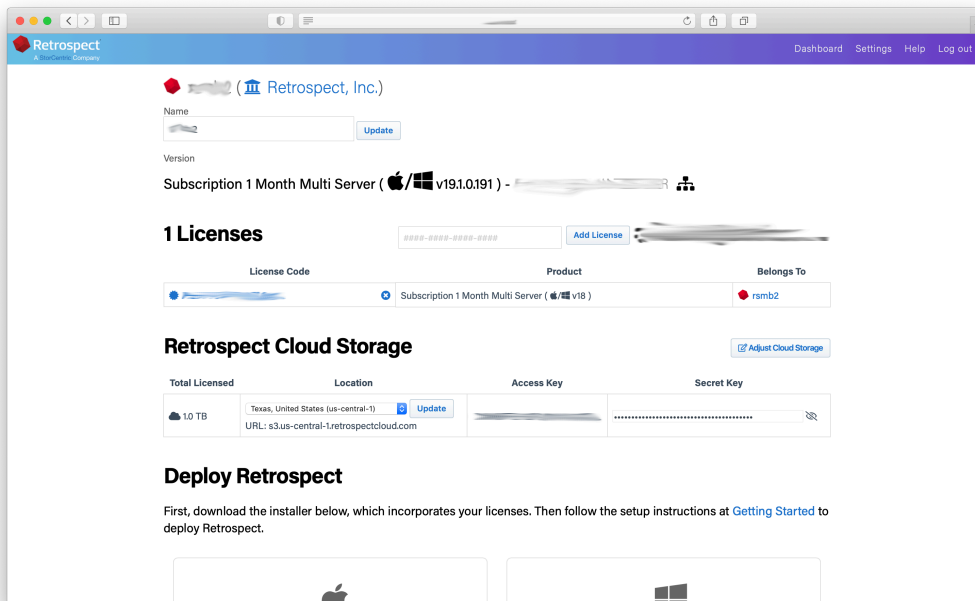 Retrospect
A StorCentric Company
Dashboard Settings Help Log out
( Retrospect, Inc.)
Name
2
Update
Version
Subscription 1 Month Multi Server ( / v19.1.0.191 ) -
1 Licenses
####-####-####-####
Add License
License Code Product Belongs To
Subscription 1 Month Multi Server ( / v18 ) rsmb2
Retrospect Cloud Storage
Adjust Cloud Storage
Total Licensed Location Access Key Secret Key
1.0 TB Texas, United States (us-central-1) Update
URL: s3.us-central-1.retrospectcloud.com
Deploy Retrospect
First, download the installer below, which incorporates your licenses. Then follow the setup instructions at Getting Started to
deploy Retrospect.